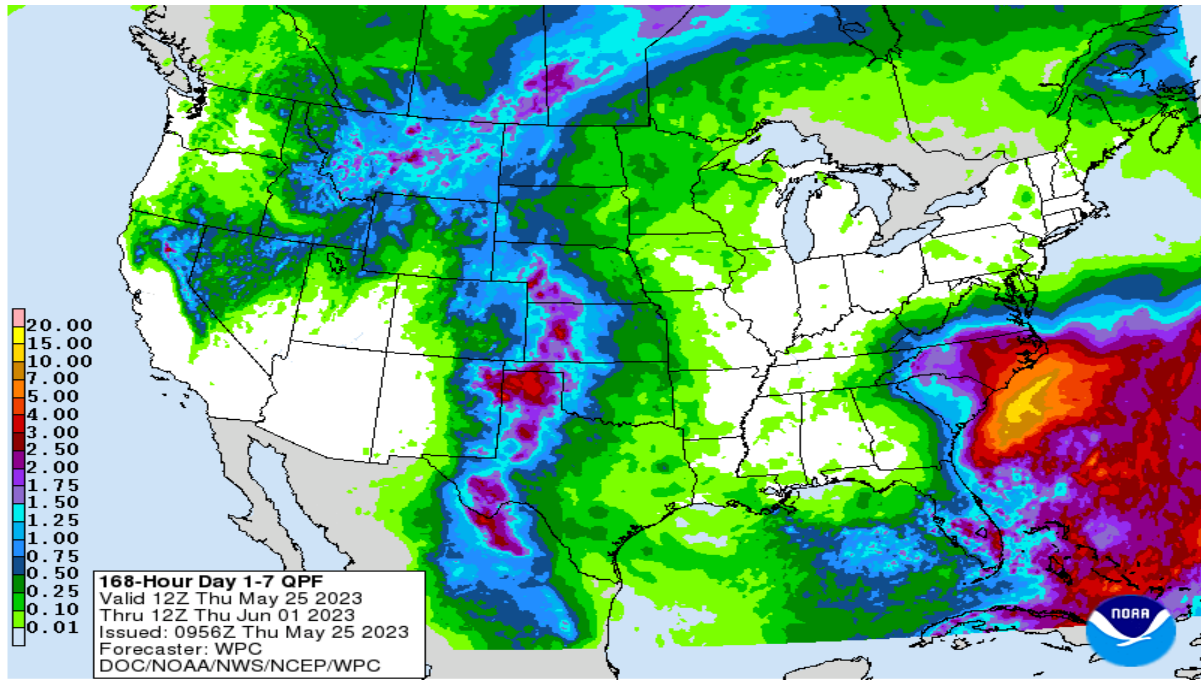 20.00
15.00
10.00
7.00
5.00
4.00
3.00
2.50
2.00
1.75
1.50
1.25
1.00
0.75
0.50
0.25
0.10
0.01
168-Hour Day 1-7 QPF
Valid 12Z Thu May 25 2023
Thru 12Z Thu Jun 01 2023
Issued: 0956Z Thu May 25 2023
Forecaster: WPC
DOC/NOAA/NWS/NCEP/WPC
NOAA